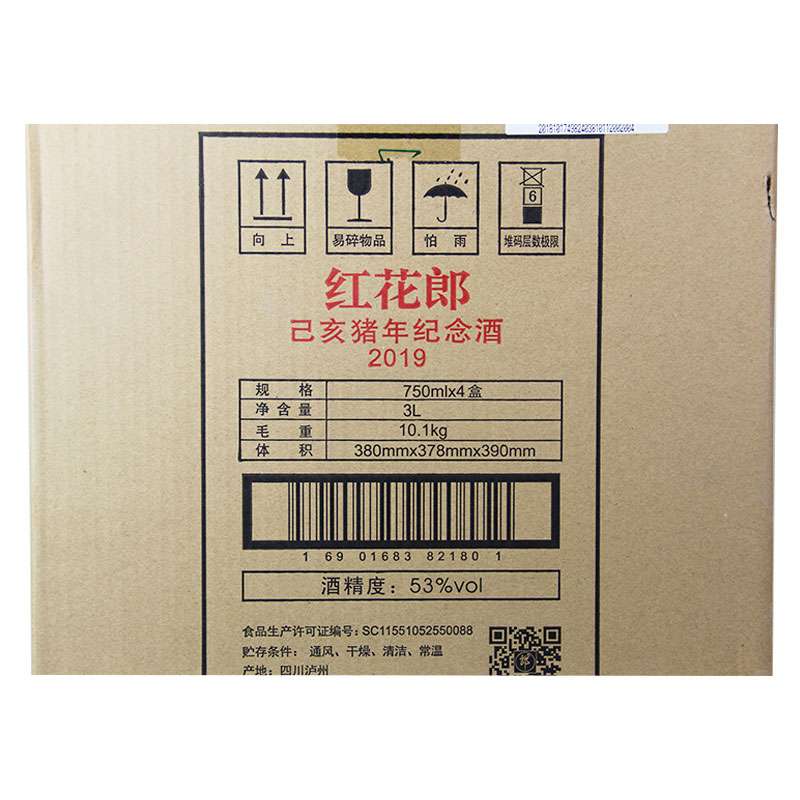 向 上
易碎物品
怕 雨
6
堆码层数极限
红花郎
己亥猪年纪念酒
2019
规 格 750mlx4盒
净含量 3L
毛 重 10.1kg
体 积 380mmx378mmx390mm
1 69 01683 82180 1
酒精度：53%vol
食品生产许可证编号：SC11551052550088
贮存条件：通风、干燥、清洁、常温
产地：四川泸州